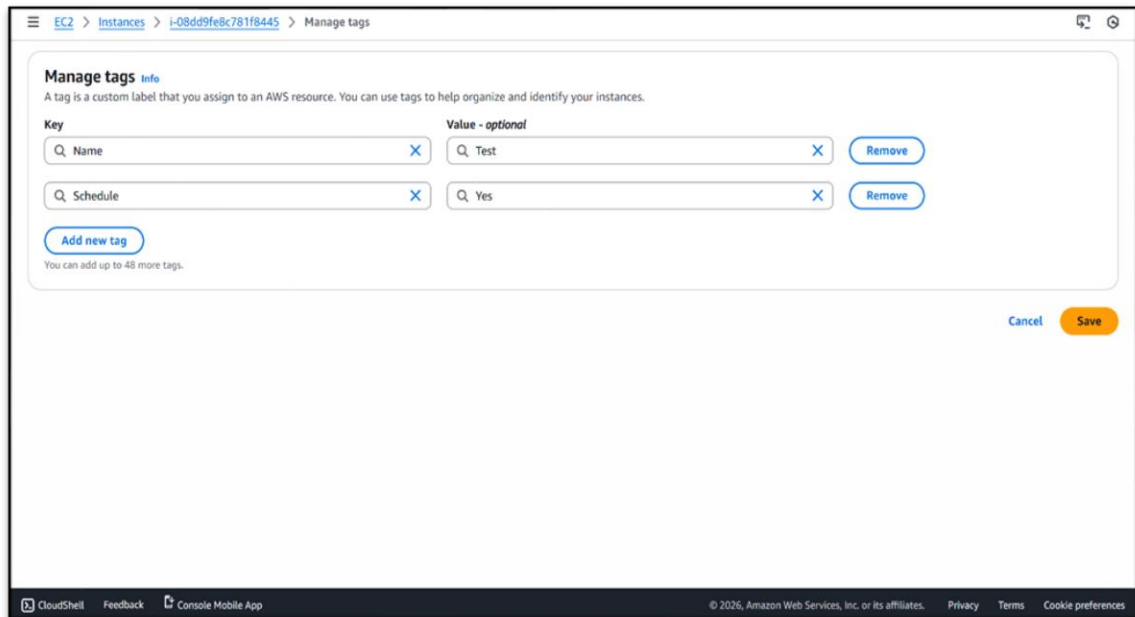 EC2 > Instances > i-08dd9fe8c781f8445 > Manage tags
Manage tags Info
A tag is a custom label that you assign to an AWS resource. You can use tags to help organize and identify your instances.
Key Value - optional
Name Test Remove
Schedule Yes Remove
Add new tag
You can add up to 48 more tags.
Cancel Save
CloudShell Feedback Console Mobile App © 2026, Amazon Web Services, Inc. or its affiliates. Privacy Terms Cookie preferences